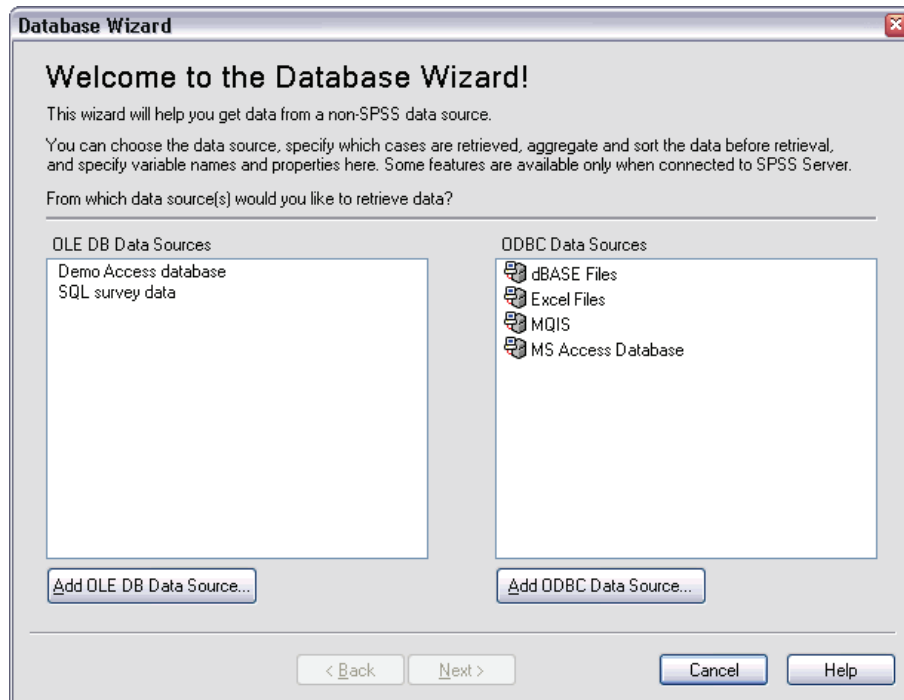 Database Wizard
Welcome to the Database Wizard!
This wizard will help you get data from a non-SPSS data source.
You can choose the data source, specify which cases are retrieved, aggregate and sort the data before retrieval,
and specify variable names and properties here. Some features are available only when connected to SPSS Server.
From which data source(s) would you like to retrieve data?
OLE DB Data Sources
Demo Access database
SQL survey data
Add OLE DB Data Source...
ODBC Data Sources
dBASE Files
Excel Files
MQIS
MS Access Database
Add ODBC Data Source...
< Back
Next >
Cancel
Help